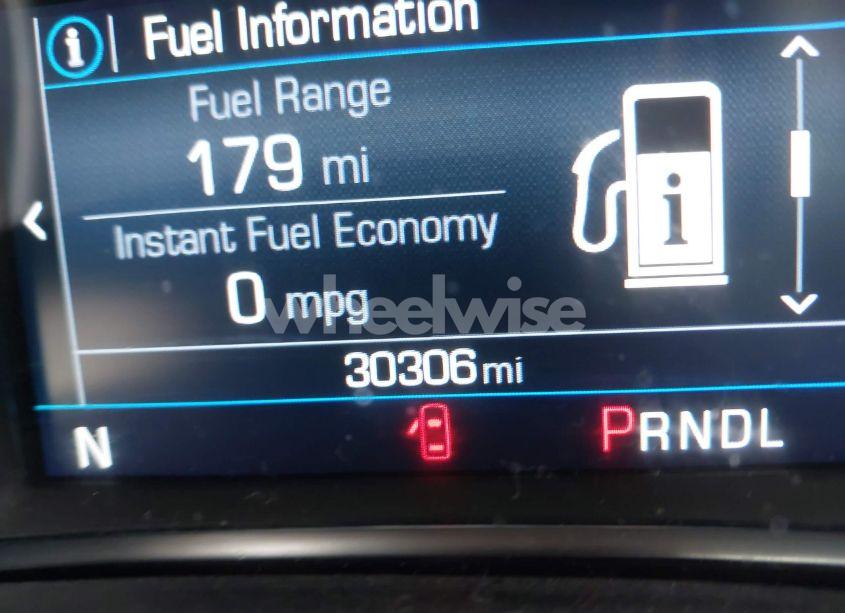 i Fuel Information
Fuel Range
179 mi
i
Instant Fuel Economy
0 mpg
wheelwise
30306 mi
N PRNDL